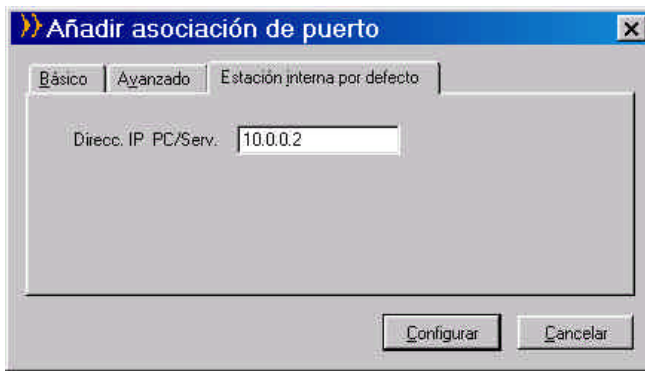 Añadir asociación de puerto
Básico Avanzado Estación interna por defecto
Direcc. IP PC/Serv. 10.0.0.2
Configurar Cancelar